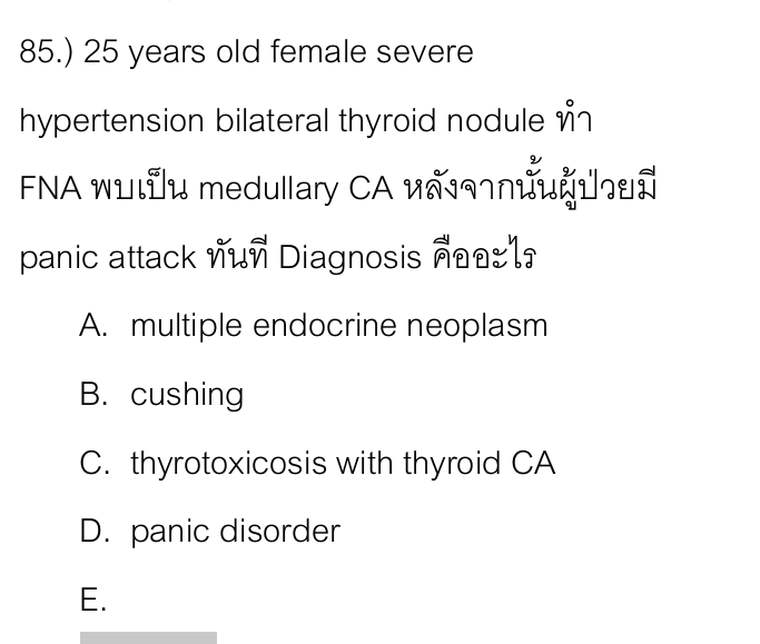 85.) 25 years old female severe
hypertension bilateral thyroid nodule ทำ
FNA พบเป็น medullary CA หลังจากนั้นผู้ป่วยมี
panic attack ทันที Diagnosis คืออะไร
A. multiple endocrine neoplasm
B. cushing
C. thyrotoxicosis with thyroid CA
D. panic disorder
E.